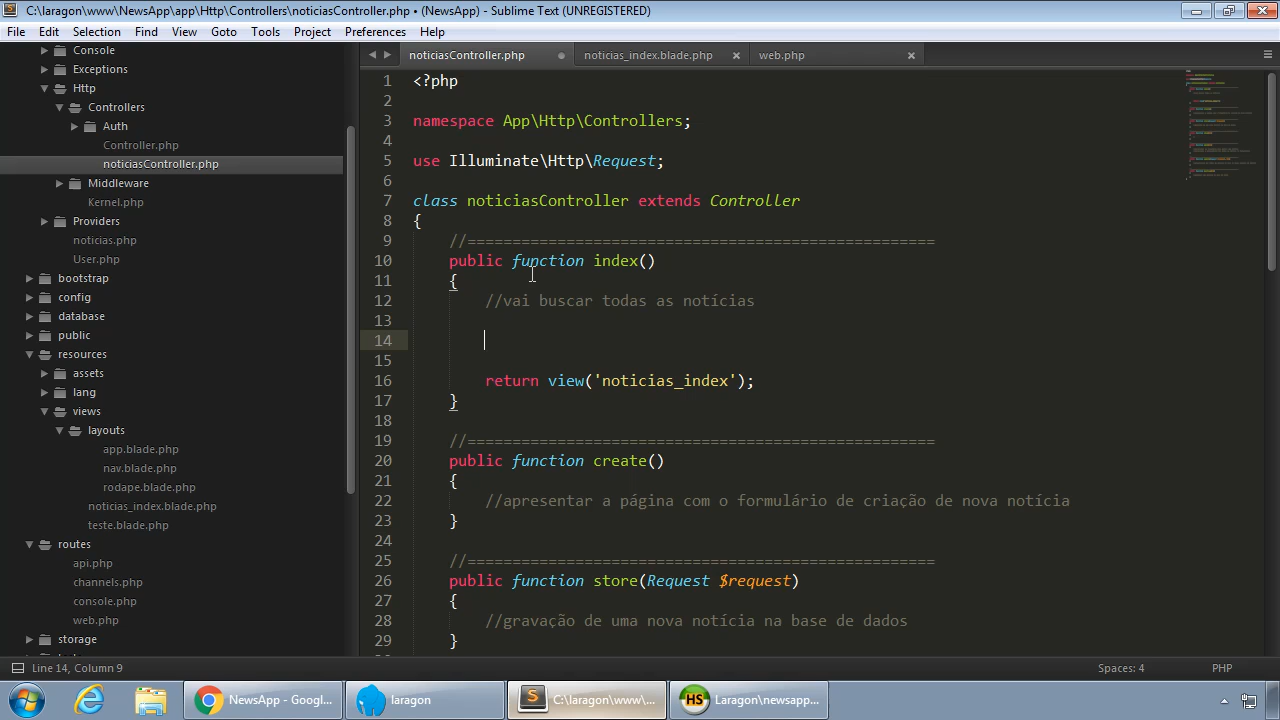 C:\laragon\www\NewsApp\app\Http\Controllers\noticiasController.php • (NewsApp) - Sublime Text (UNREGISTERED)
File Edit Selection Find View Goto Tools Project Preferences Help
Console
Exceptions
Http
Controllers
Auth
Controller.php
noticiasController.php
Middleware
Kernel.php
Providers
noticias.php
User.php
bootstrap
config
database
public
resources
assets
lang
views
layouts
app.blade.php
nav.blade.php
rodape.blade.php
noticias_index.blade.php
teste.blade.php
routes
api.php
channels.php
console.php
web.php
storage
noticiasController.php noticias_index.blade.php web.php
1 <?php
2
3 namespace App\Http\Controllers;
4
5 use Illuminate\Http\Request;
6
7 class noticiasController extends Controller
8 {
9 //====================================================
10 public function index()
11 {
12 //vai buscar todas as notícias
13
14
15
16 return view('noticias_index');
17 }
18
19 //====================================================
20 public function create()
21 {
22 //apresentar a página com o formulário de criação de nova notícia
23 }
24
25 //====================================================
26 public function store(Request $request)
27 {
28 //gravação de uma nova notícia na base de dados
29 }
Line 14, Column 9 Spaces: 4 PHP
NewsApp - Googl... laragon C:\laragon\www\... Laragon\newsapp...